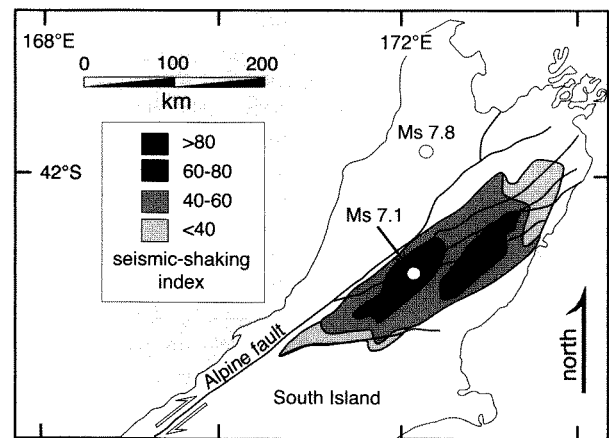 168°E
172°E
0 100 200
km
Ms 7.8
>80
60-80
40-60
<40
seismic-shaking
index
42°S
Ms 7.1
Alpine fault
South Island
north